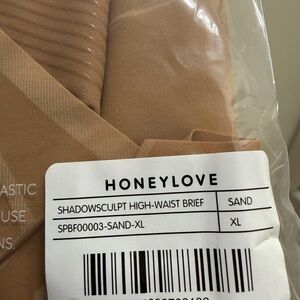 HONEYLOVE
SHADOWSCULPT HIGH-WAIST BRIEF SAND
SPBF00003-SAND-XL XL
ASTIC
USE
NS.